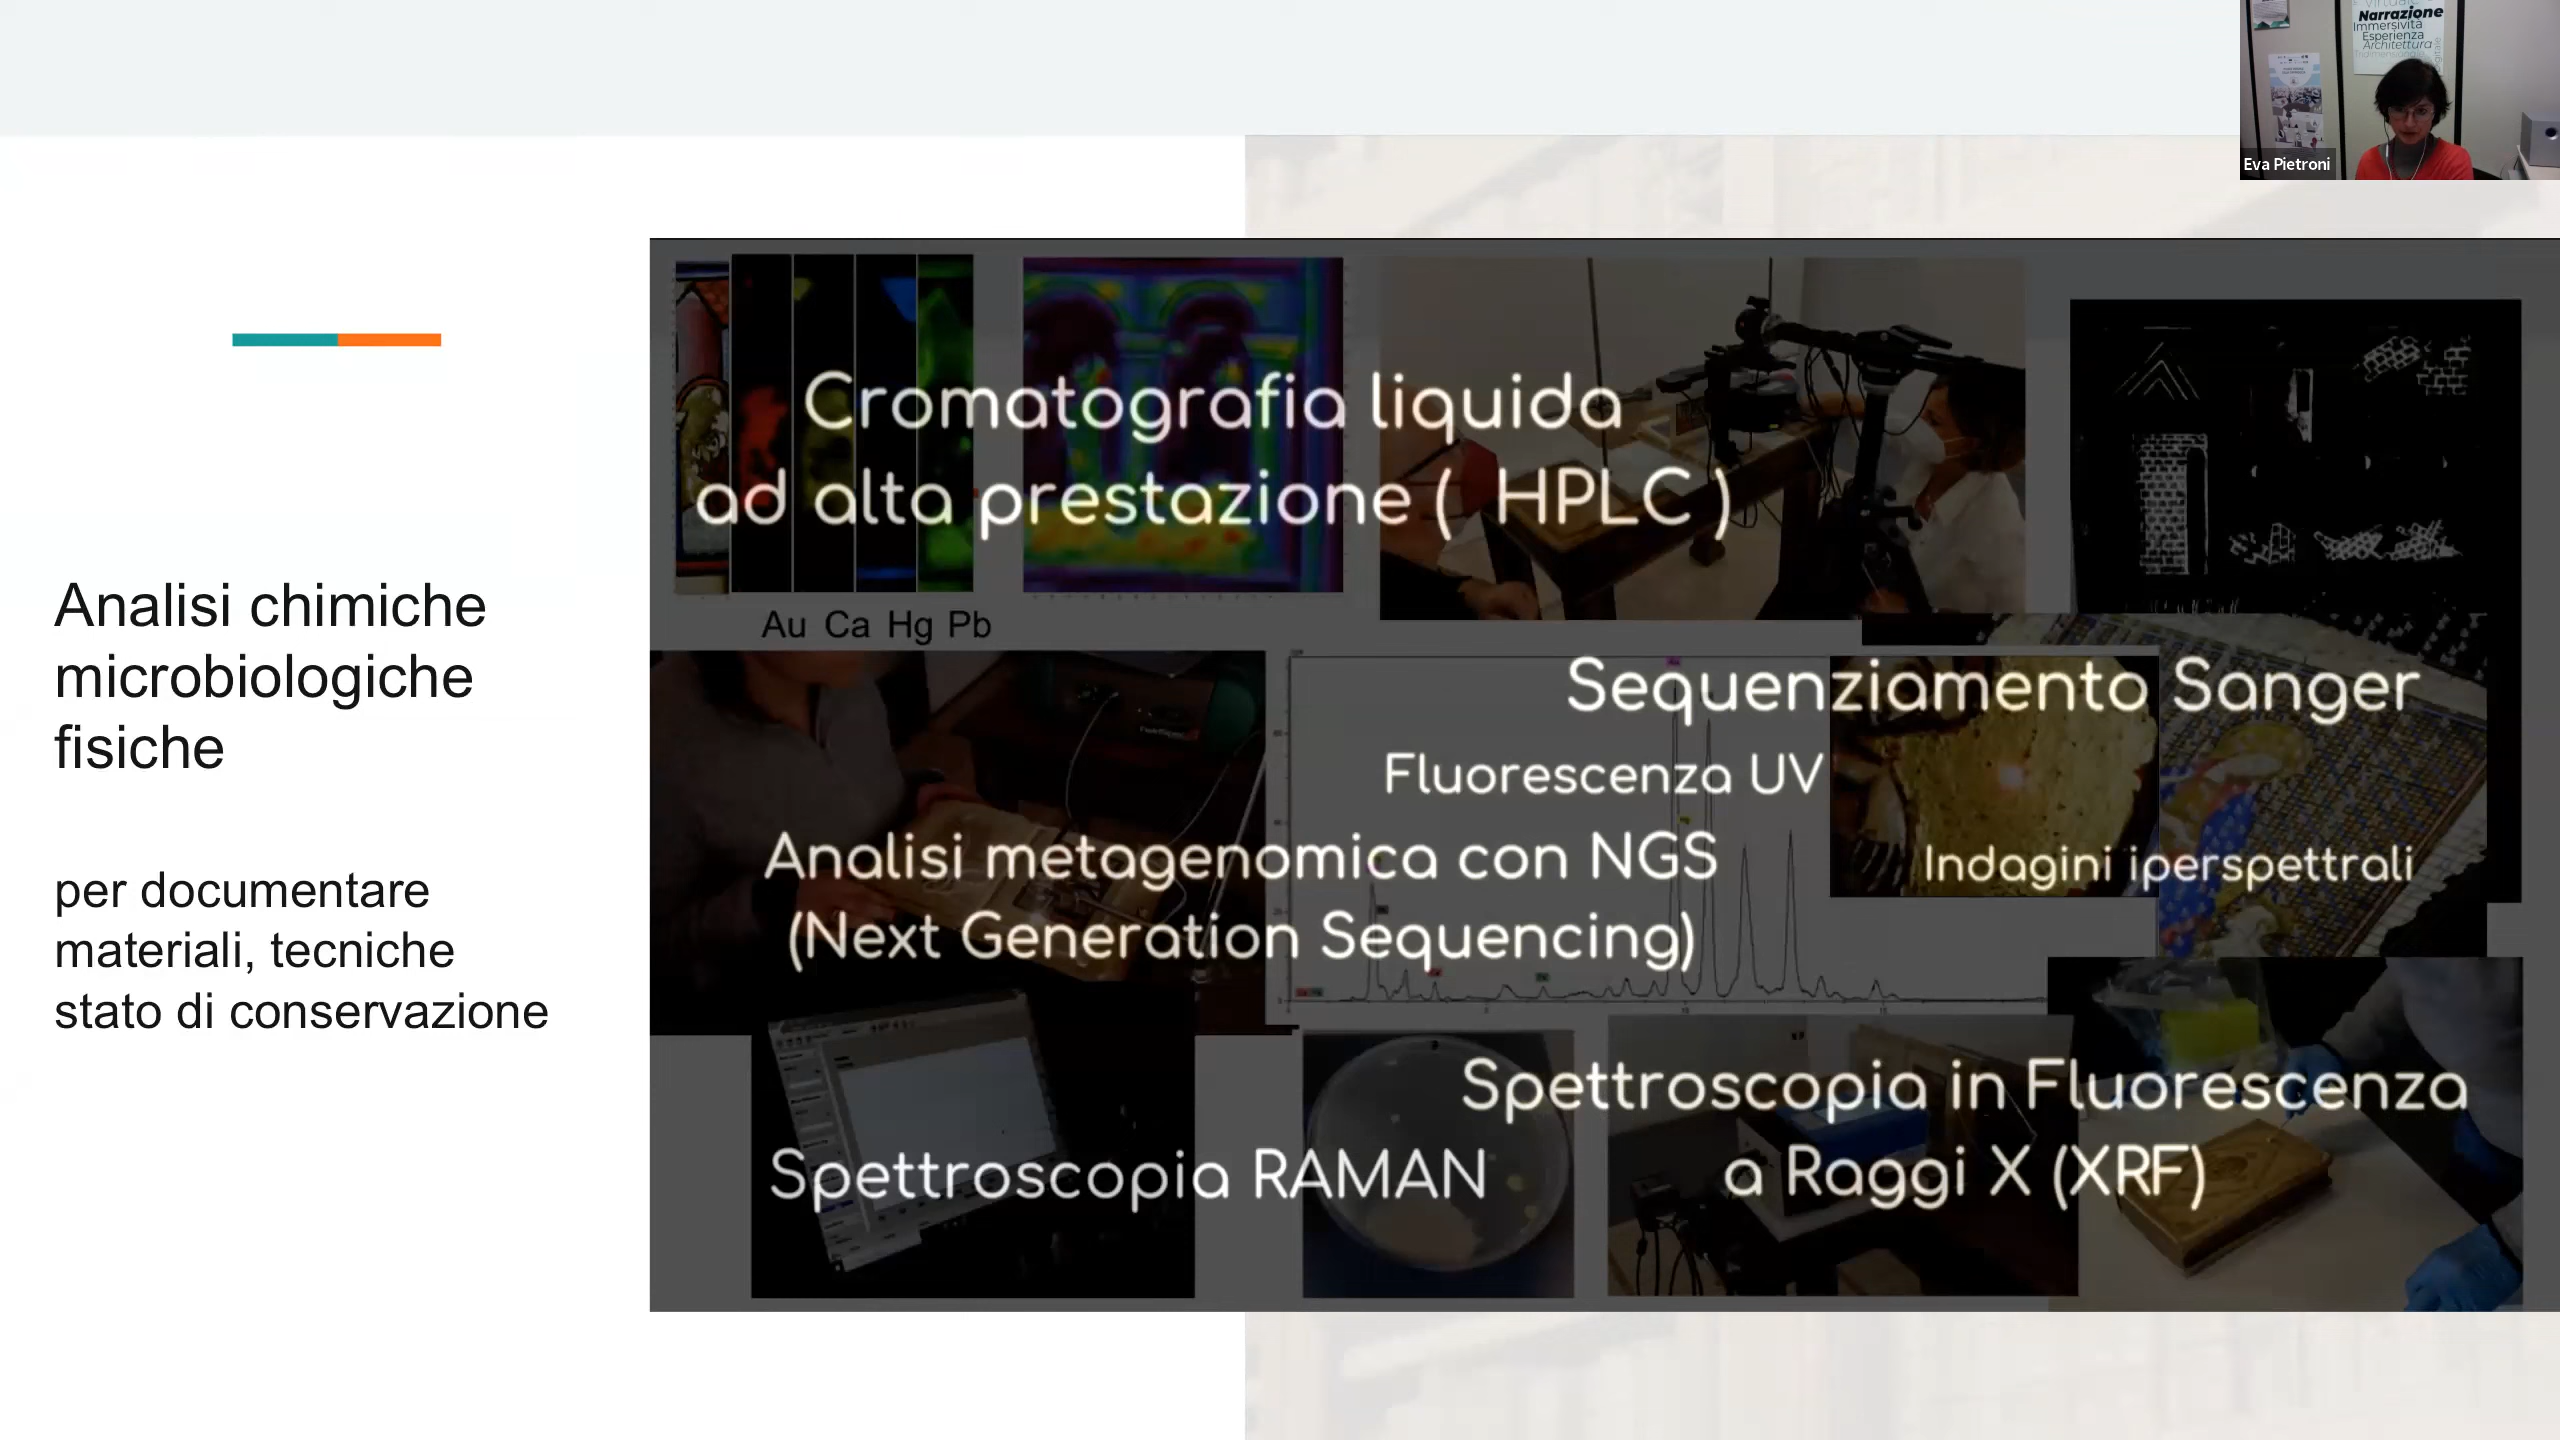 Narrazione
Immersività
Esperienza
Architettura
Eva Pietroni
Analisi chimiche
microbiologiche
fisiche
per documentare
materiali, tecniche
stato di conservazione
Cromatografia liquida
ad alta prestazione ( HPLC )
Au Ca Hg Pb
Sequenziamento Sanger
Fluorescenza UV
Analisi metagenomica con NGS
(Next Generation Sequencing)
Indagini iperspettrali
Spettroscopia in Fluorescenza
a Raggi X (XRF)
Spettroscopia RAMAN